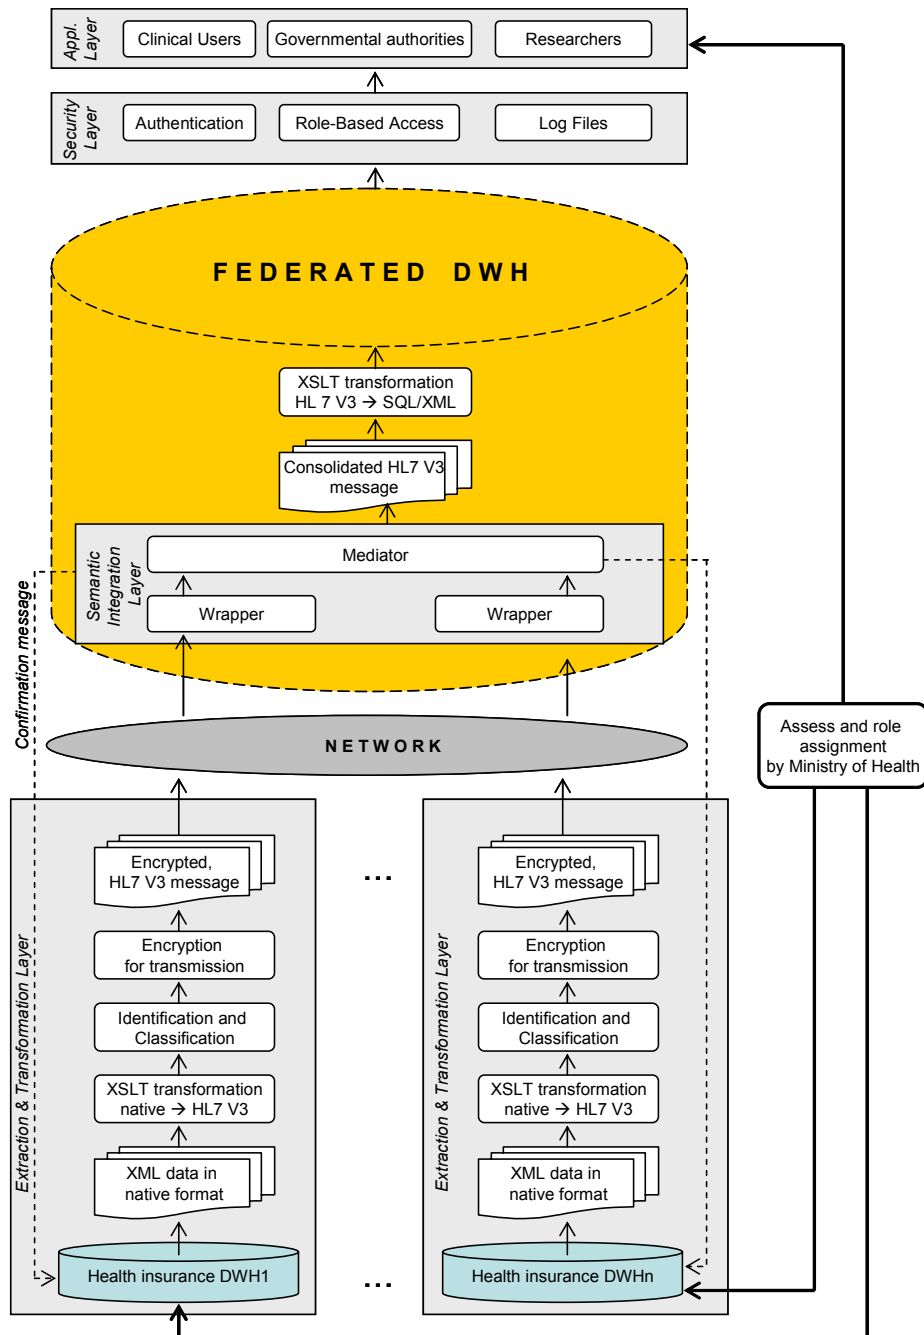 Appl.
Layer
Clinical Users
Governmental authorities
Researchers
Security
Layer
Authentication
Role-Based Access
Log Files
FEDERATED DWH
XSLT transformation
HL 7 V3 → SQL/XML
Consolidated HL7 V3
message
Semantic
Integration
Layer
Mediator
Wrapper
Wrapper
Confirmation message
NETWORK
Assess and role
assignment
by Ministry of Health
Extraction & Transformation Layer
Encrypted,
HL7 V3 message
Encryption
for transmission
Identification and
Classification
XSLT transformation
native → HL7 V3
XML data in
native format
Health insurance DWH1
...
...
Extraction & Transformation Layer
Encrypted,
HL7 V3 message
Encryption
for transmission
Identification and
Classification
XSLT transformation
native → HL7 V3
XML data in
native format
Health insurance DWHn